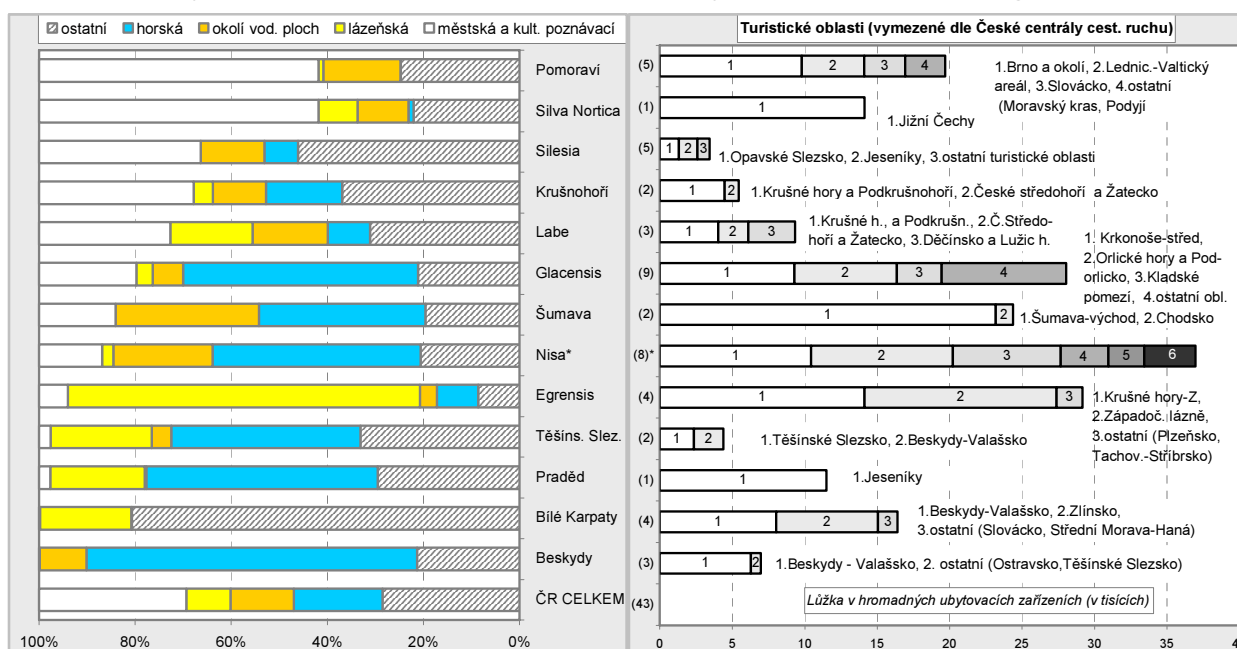 ostatní horská okolí vod. ploch lázeňská městská a kult. poznávací
Pomoraví
Silva Nortica
Silesia
Krušnohoří
Labe
Glacensis
Šumava
Nisa*
Egrensis
Těšíns. Slez.
Praděd
Bílé Karpaty
Beskydy
ČR CELKEM
100% 80% 60% 40% 20% 0%
Turistické oblasti (vymezené dle České centrály cest. ruchu)
(5) 1 2 3 4
1.Brno a okolí, 2.Lednic.-Valtický
areál, 3.Slovácko, 4.ostatní
(Moravský kras, Podyjí
(1) 1
1.Jižní Čechy
(5) 1 2 3
1.Opavské Slezsko, 2.Jeseníky, 3.ostatní turistické oblasti
(2) 1 2
1.Krušné hory a Podkrušnohoří, 2.České středohoří a Žatecko
(3) 1 2 3
1.Krušné h., a Podkrušn., 2.Č.Středo-
hoří a Žatecko, 3.Děčínsko a Lužic h.
(9) 1 2 3 4
1. Krkonoše-střed,
2.Orlické hory a Pod-
orlicko, 3.Kladské
pomezí, 4.ostatní obl.
(2) 1 2
1.Šumava-východ, 2.Chodsko
(8)* 1 2 3 4 5 6
(4) 1 2 3
1.Krušné hory-Z,
2.Západoč. lázně,
3.ostatní (Plzeňsko,
Tachov.-Stříbrsko)
(2) 1 2
1.Těšínské Slezsko, 2.Beskydy-Valašsko
(1) 1
1.Jeseníky
(4) 1 2 3
1.Beskydy-Valašsko, 2.Zlínsko,
3.ostatní (Slovácko, Střední Morava-Haná)
(3) 1 2
1.Beskydy - Valašsko, 2. ostatní (Ostravsko,Těšínské Slezsko)
(43)
Lůžka v hromadných ubytovacích zařízeních (v tisících)
0 5 10 15 20 25 30 35